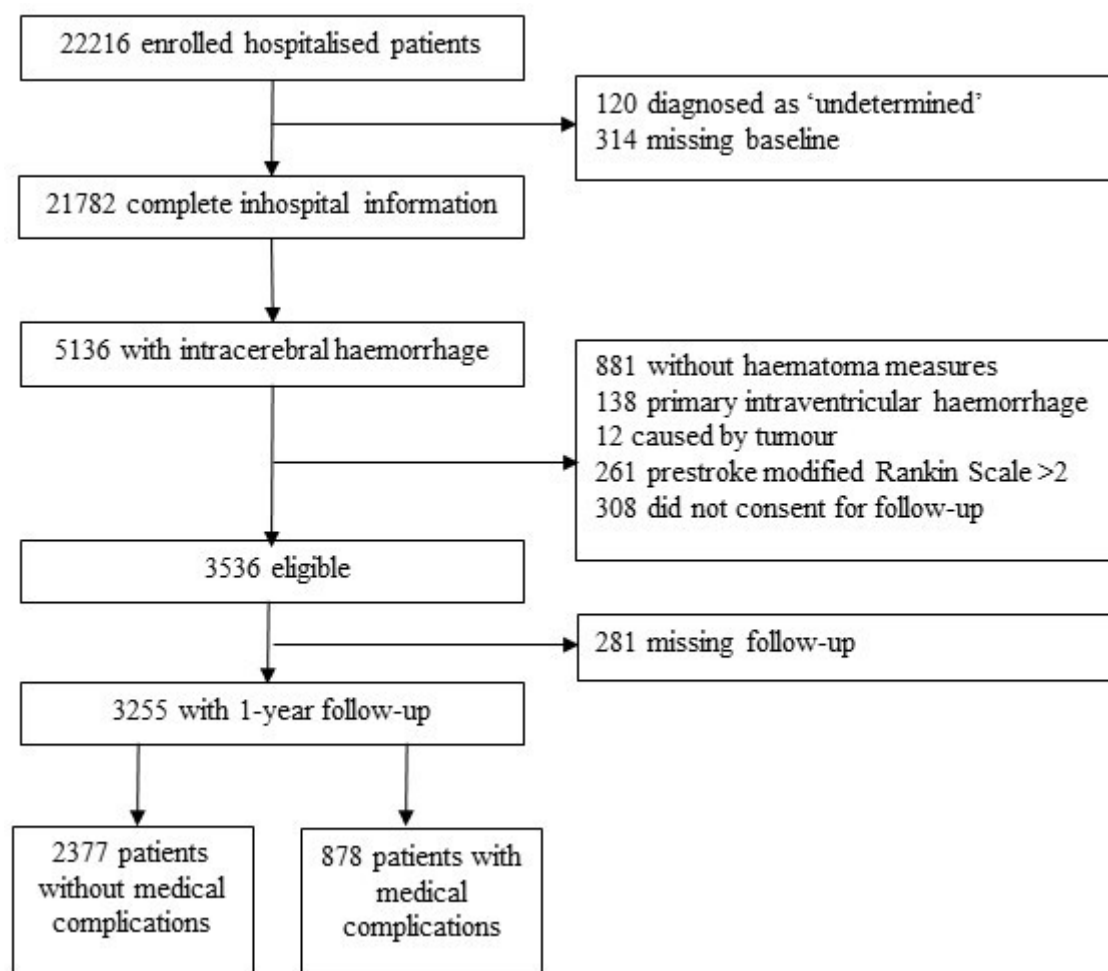 22216 enrolled hospitalised patients
120 diagnosed as ‘undetermined’
314 missing baseline
21782 complete inhospital information
5136 with intracerebral haemorrhage
881 without haematoma measures
138 primary intraventricular haemorrhage
12 caused by tumour
261 prestroke modified Rankin Scale >2
308 did not consent for follow-up
3536 eligible
281 missing follow-up
3255 with 1-year follow-up
2377 patients
without medical
complications
878 patients with
medical
complications